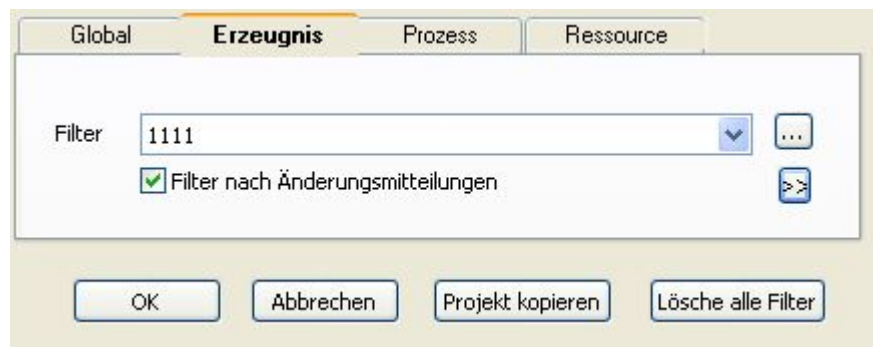 Global Erzeugnis Prozess Ressource
Filter 1111 ...
Filter nach Änderungsmitteilungen >>
OK Abbrechen Projekt kopieren Lösche alle Filter